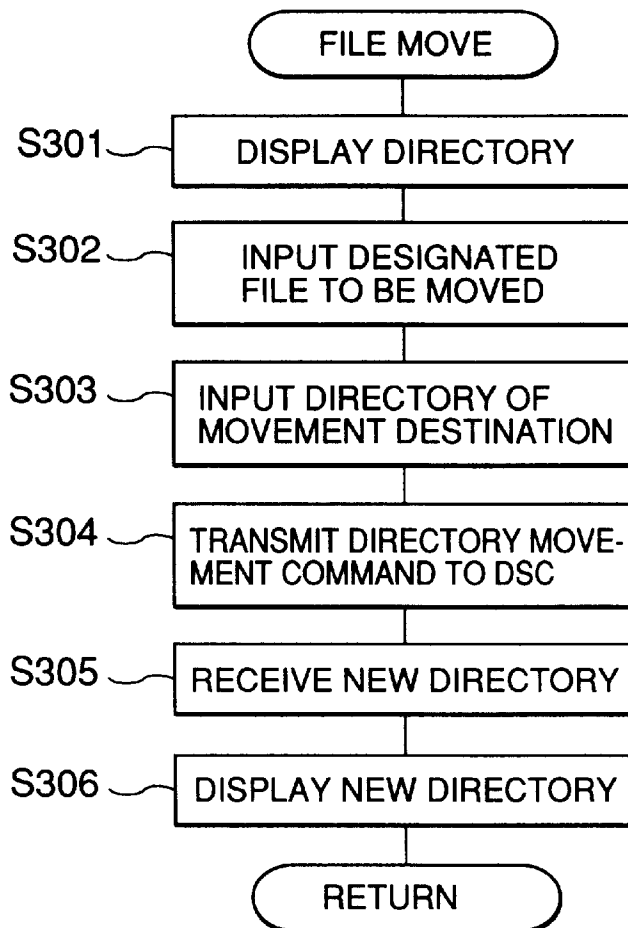 FILE MOVE
S301
DISPLAY DIRECTORY
S302
INPUT DESIGNATED
FILE TO BE MOVED
S303
INPUT DIRECTORY OF
MOVEMENT DESTINATION
S304
TRANSMIT DIRECTORY MOVE-
MENT COMMAND TO DSC
S305
RECEIVE NEW DIRECTORY
S306
DISPLAY NEW DIRECTORY
RETURN